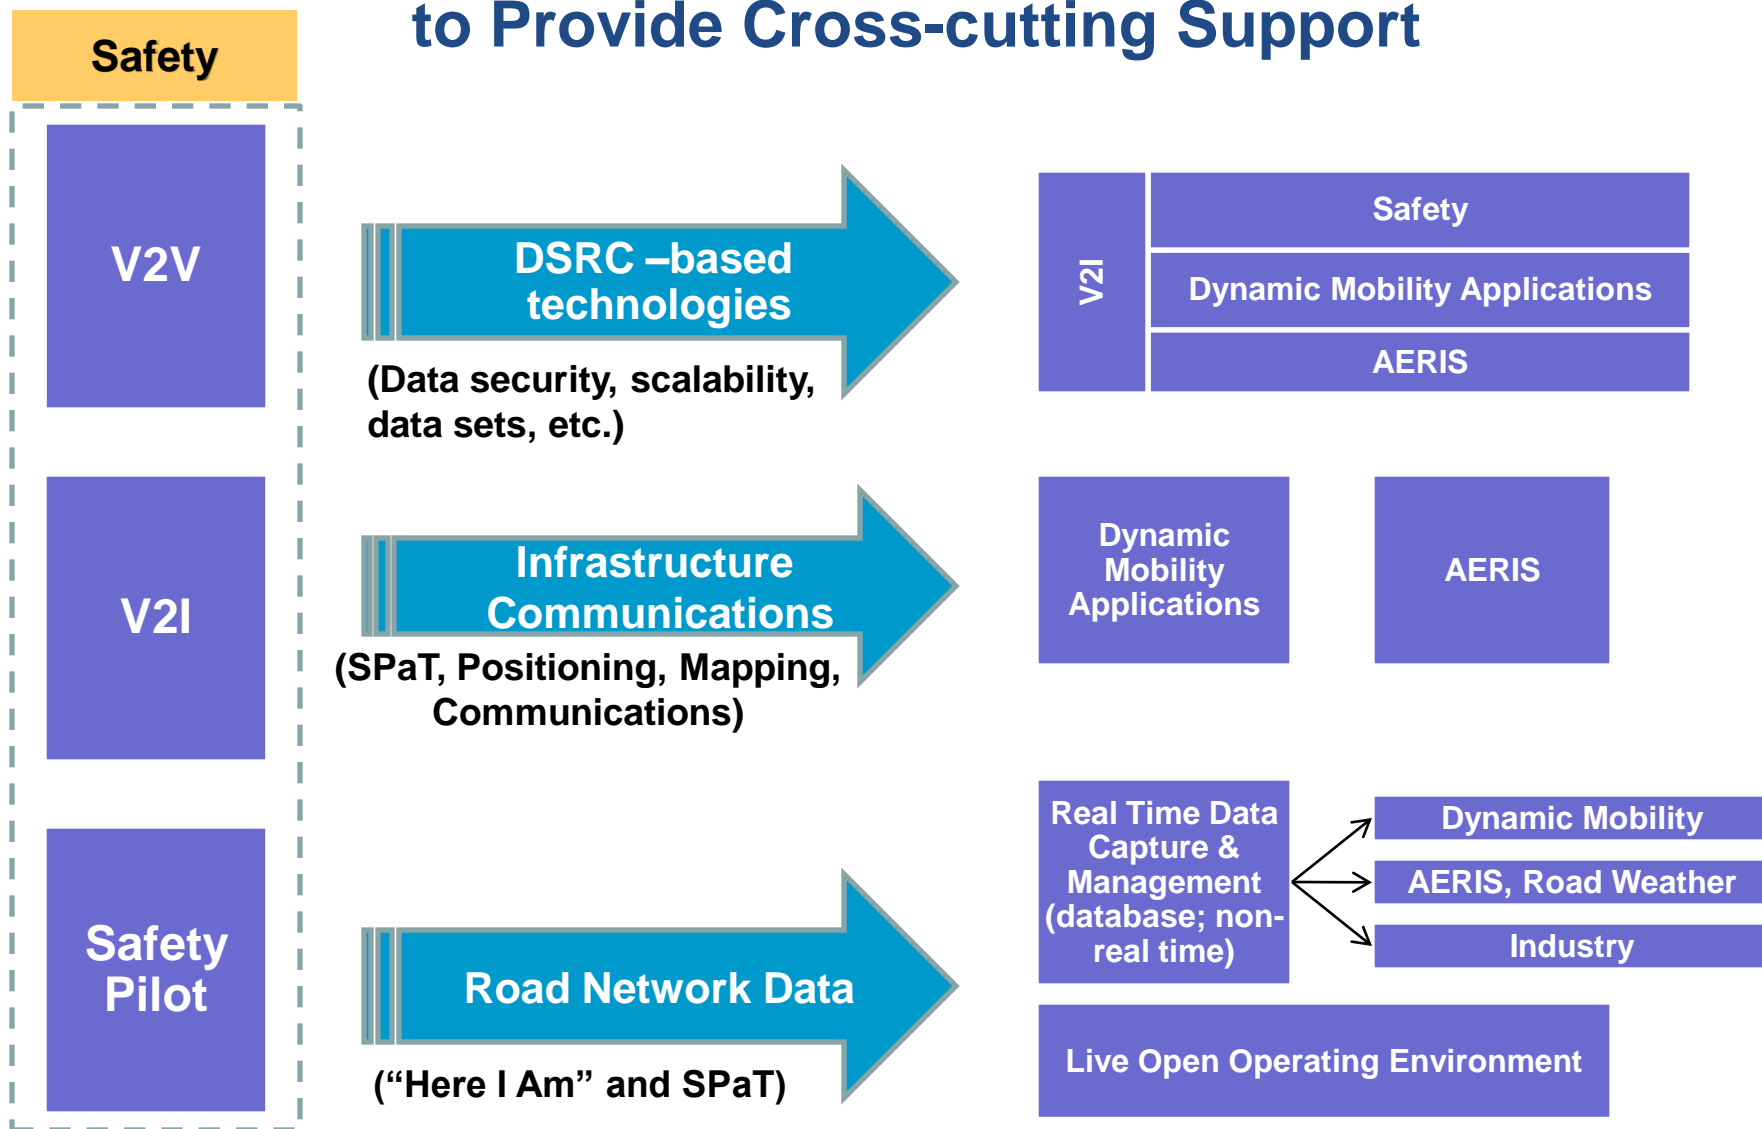 to Provide Cross-cutting Support
Safety
V2V
DSRC –based
technologies
(Data security, scalability,
data sets, etc.)
V2I
Safety
Dynamic Mobility Applications
AERIS
V2I
Infrastructure
Communications
(SPaT, Positioning, Mapping,
Communications)
Dynamic
Mobility
Applications
AERIS
Safety
Pilot
Road Network Data
(“Here I Am” and SPaT)
Real Time Data
Capture &
Management
(database; non-
real time)
Dynamic Mobility
AERIS, Road Weather
Industry
Live Open Operating Environment